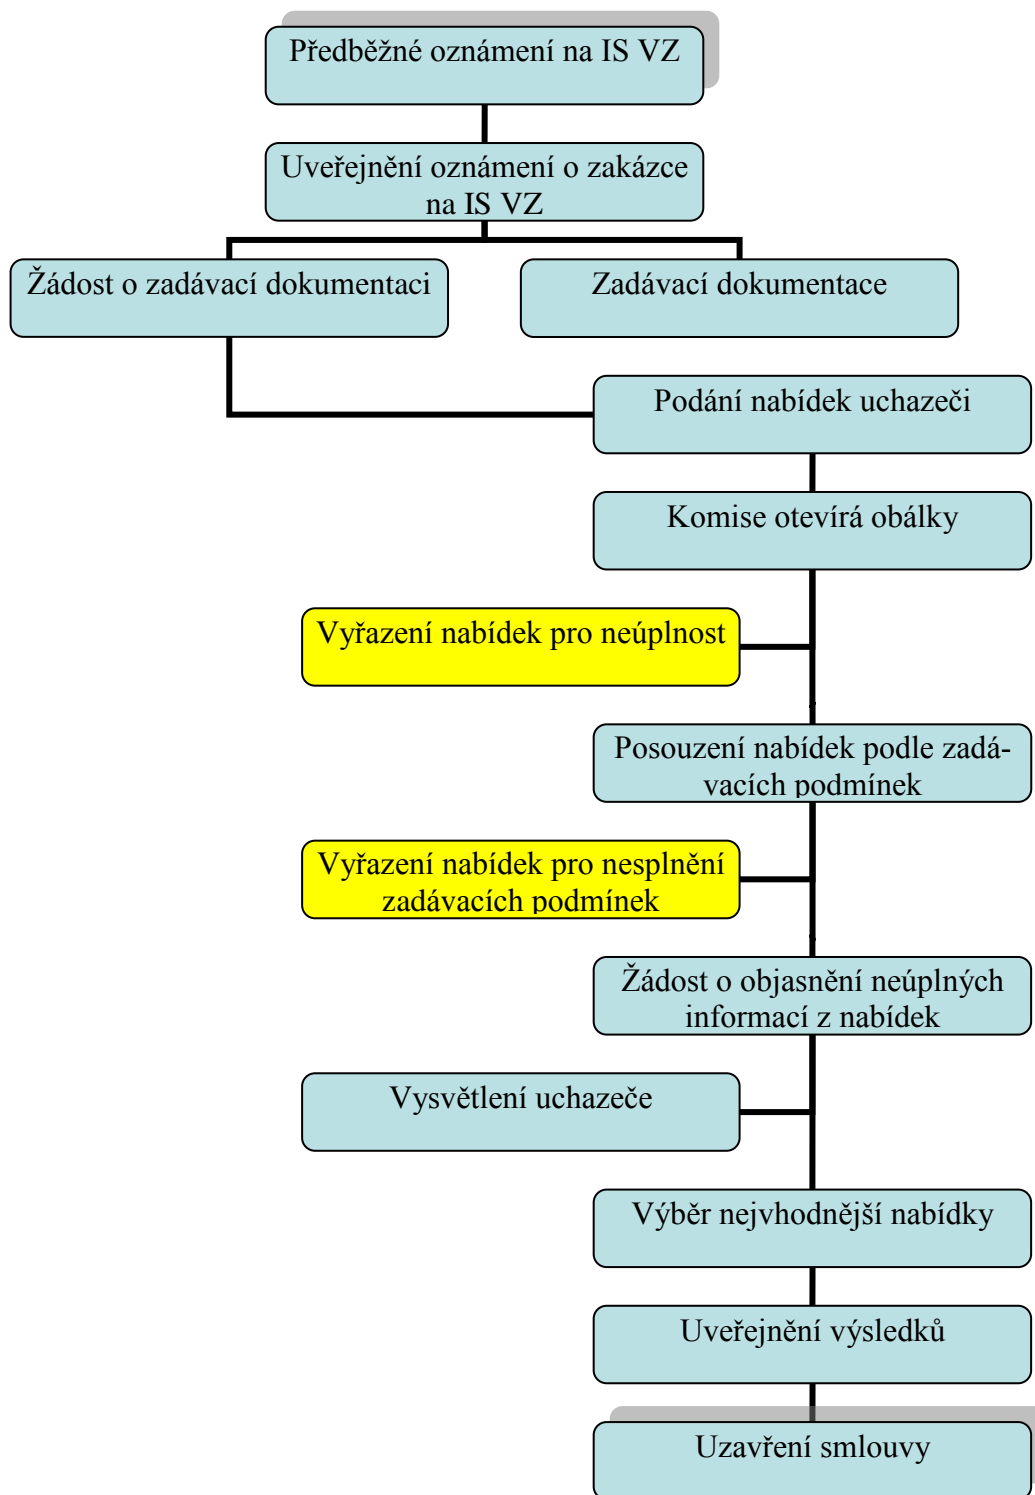 Předběžné oznámení na IS VZ
Uveřejnění oznámení o zakázce
na IS VZ
Žádost o zadávací dokumentaci
Zadávací dokumentace
Podání nabídek uchazeči
Komise otevírá obálky
Vyřazení nabídek pro neúplnost
Posouzení nabídek podle zadá-
vacích podmínek
Vyřazení nabídek pro nesplnění
zadávacích podmínek
Žádost o objasnění neúplných
informací z nabídek
Vysvětlení uchazeče
Výběr nejvhodnější nabídky
Uveřejnění výsledků
Uzavření smlouvy